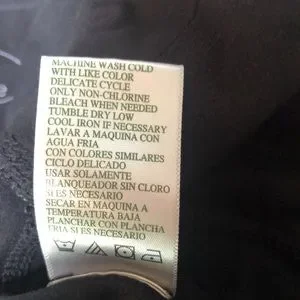 MACHINE WASH COLD
WITH LIKE COLOR
DELICATE CYCLE
ONLY NON-CHLORINE
BLEACH WHEN NEEDED
TUMBLE DRY LOW
COOL IRON IF NECESSARY
LAVAR A MAQUINA CON
AGUA FRIA
CON COLORES SIMILARES
CICLO DELICADO
USAR SOLAMENTE
BLANQUEADOR SIN CLORO
SI ES NECESARIO
SECAR EN MAQUINA A
TEMPERATURA BAJA
PLANCHAR CON PLANCHA
FRIA SI ES NECESARIO